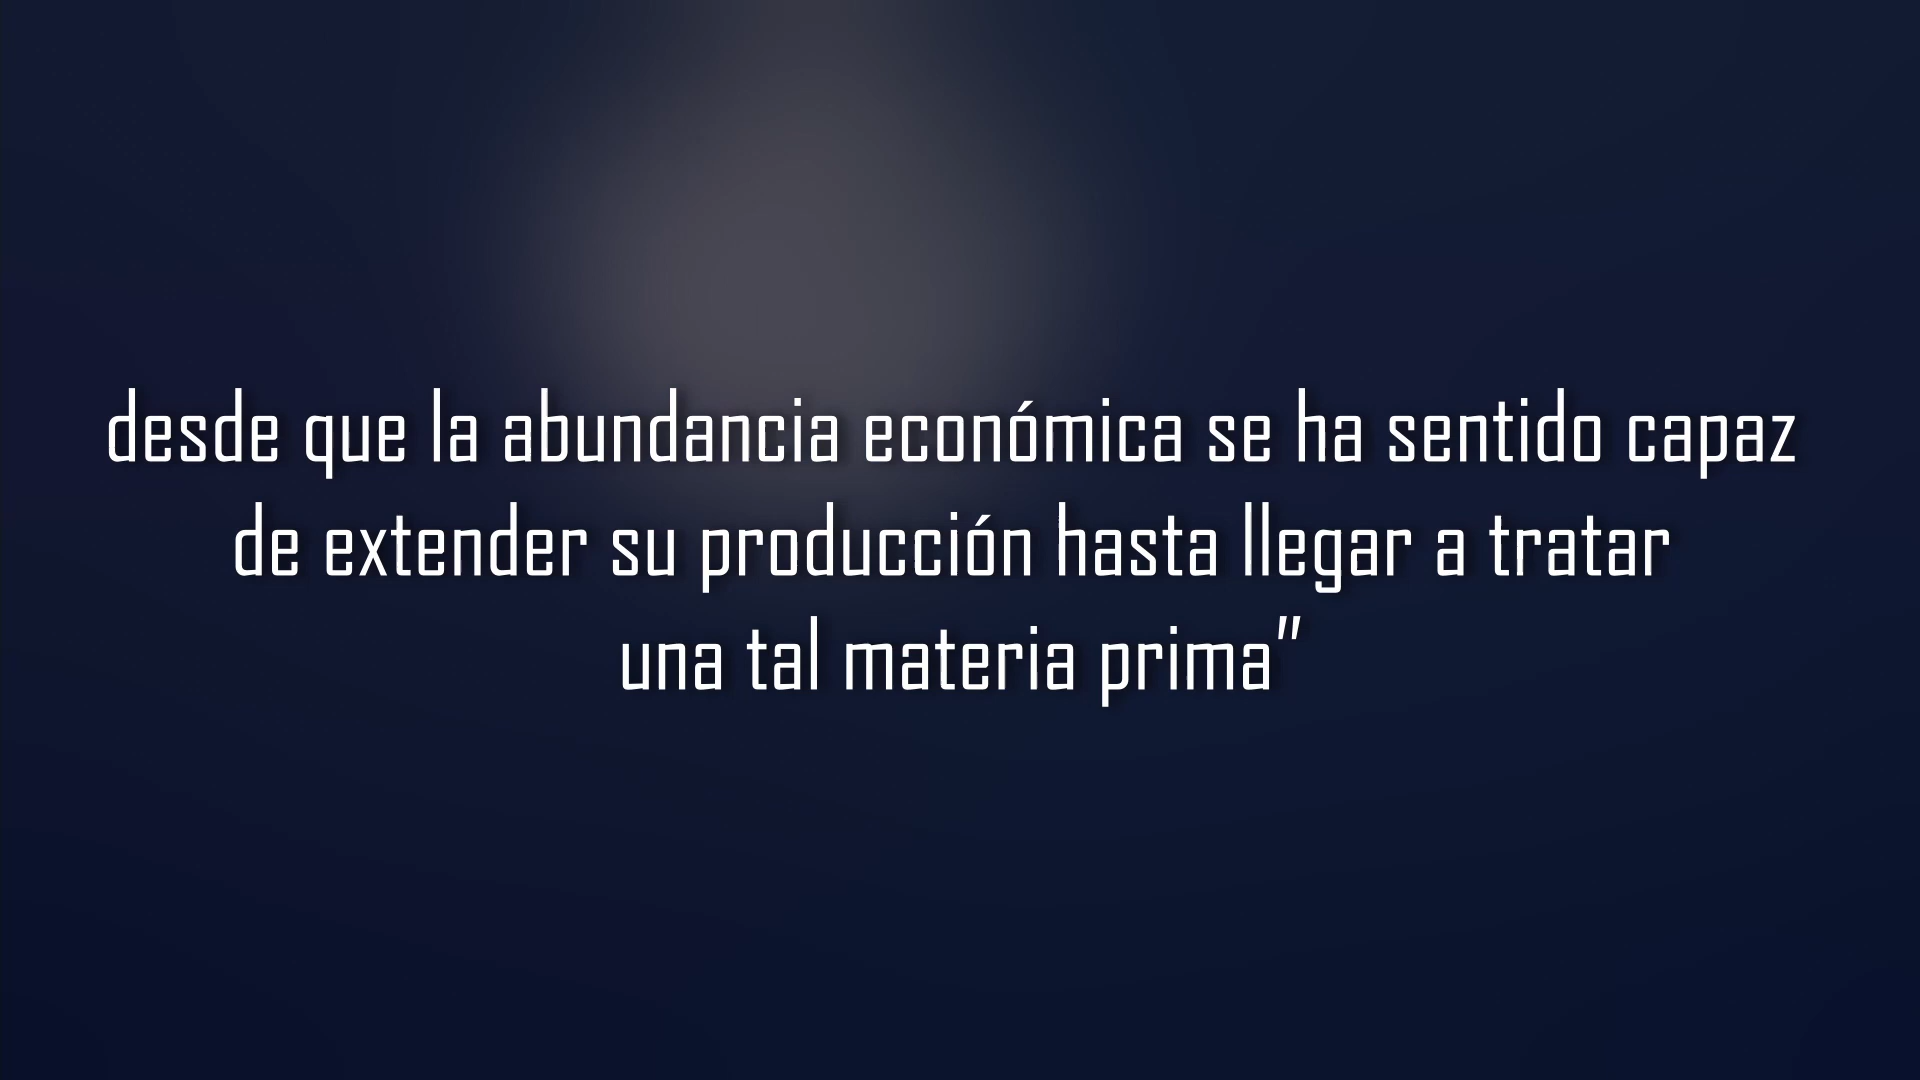 desde que la abundancia económica se ha sentido capaz
de extender su producción hasta llegar a tratar
una tal materia prima”